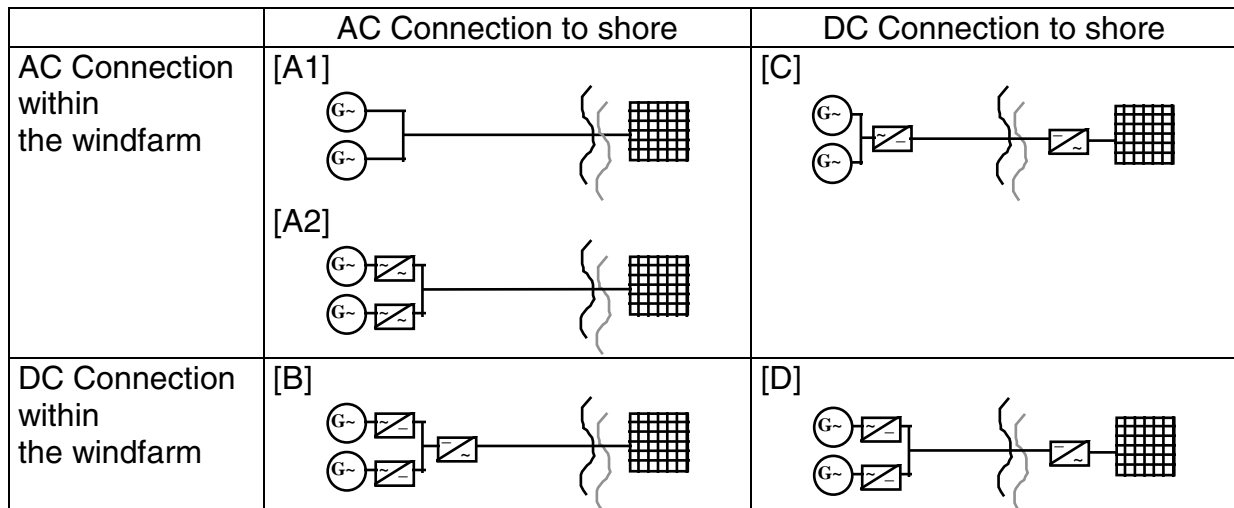 AC Connection to shore
DC Connection to shore
AC Connection
within
the windfarm
[A1]
G~
G~
[C]
G~
~ –
– ~
G~
[A2]
G~ ~ ~
G~ ~ ~
DC Connection
within
the windfarm
[B]
G~ ~ –
– ~
G~ ~ –
[D]
G~ ~ –
– ~
G~ ~ –